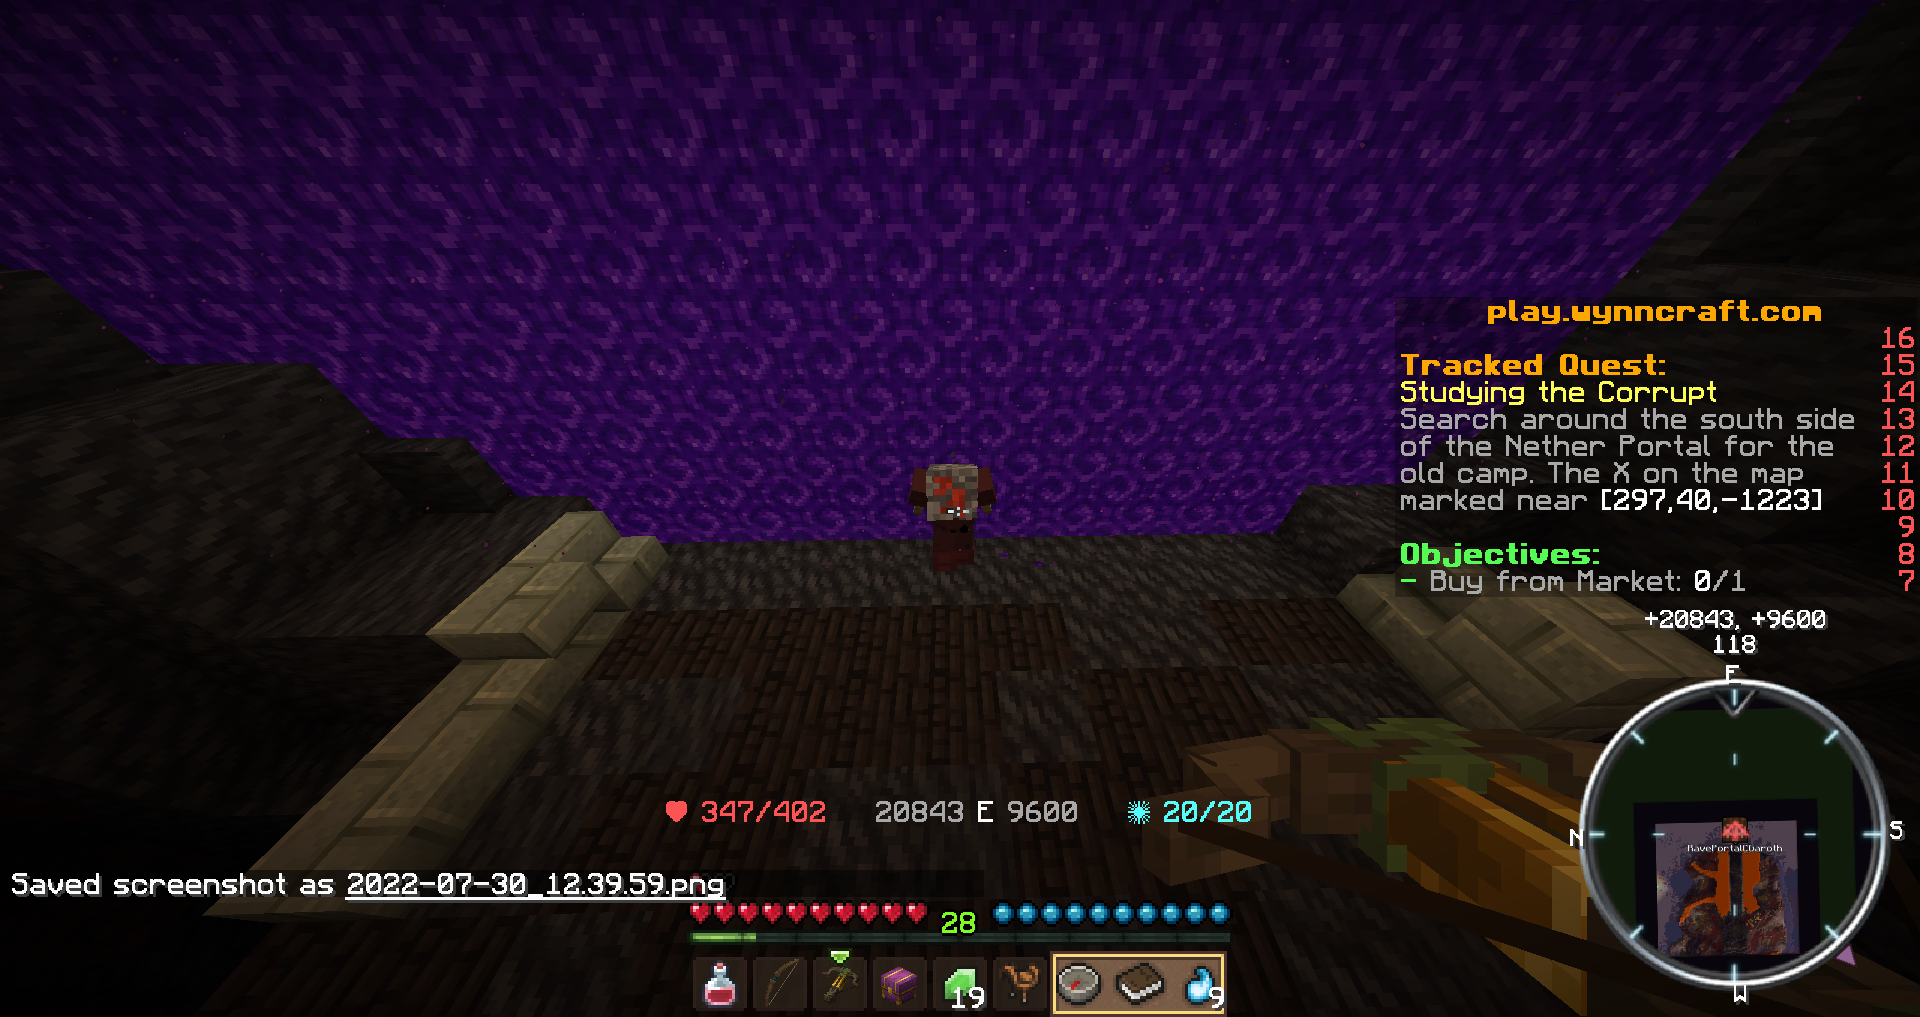 play.wynncraft.com
16
Tracked Quest: 15
Studying the Corrupt 14
Search around the south side 13
of the Nether Portal for the 12
old camp. The X on the map 11
marked near [297,40,-1223] 10
9
Objectives: 8
- Buy from Market: 0/1 7
+20843, +9600
118
E
N
S
W
347/402 20843 E 9600 20/20
Saved screenshot as 2022-07-30_12.39.59.png
28
19
9